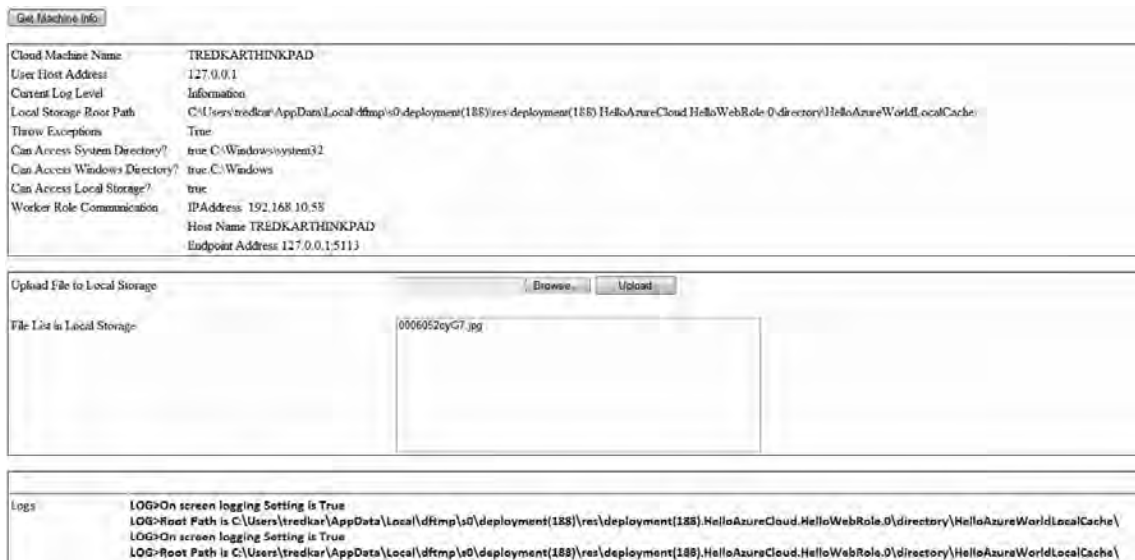 Get Machine Info
Cloud Machine Name TREDKARTHINKPAD
User Host Address 127.0.0.1
Current Log Level Information
Local Storage Root Path C:\Users\tredkar\AppData\Local\dftmp\s0\deployment(188)\res\deployment(188).HelloAzureCloud.HelloWebRole.0\directory\HelloAzureWorldLocalCache\
Throw Exceptions True
Can Access System Directory? true C:\Windows\system32
Can Access Windows Directory? true C:\Windows
Can Access Local Storage? true
Worker Role Communication IPAddress 192.168.10.58
Host Name TREDKARTHINKPAD
Endpoint Address 127.0.0.1:5113
Upload File to Local Storage Browse... Upload
File List in Local Storage 0006052cyG7.jpg
Logs LOG>On screen logging Setting is True
LOG>Root Path is C:\Users\tredkar\AppData\Local\dftmp\s0\deployment(188)\res\deployment(188).HelloAzureCloud.HelloWebRole.0\directory\HelloAzureWorldLocalCache\
LOG>On screen logging Setting is True
LOG>Root Path is C:\Users\tredkar\AppData\Local\dftmp\s0\deployment(188)\res\deployment(188).HelloAzureCloud.HelloWebRole.0\directory\HelloAzureWorldLocalCache\